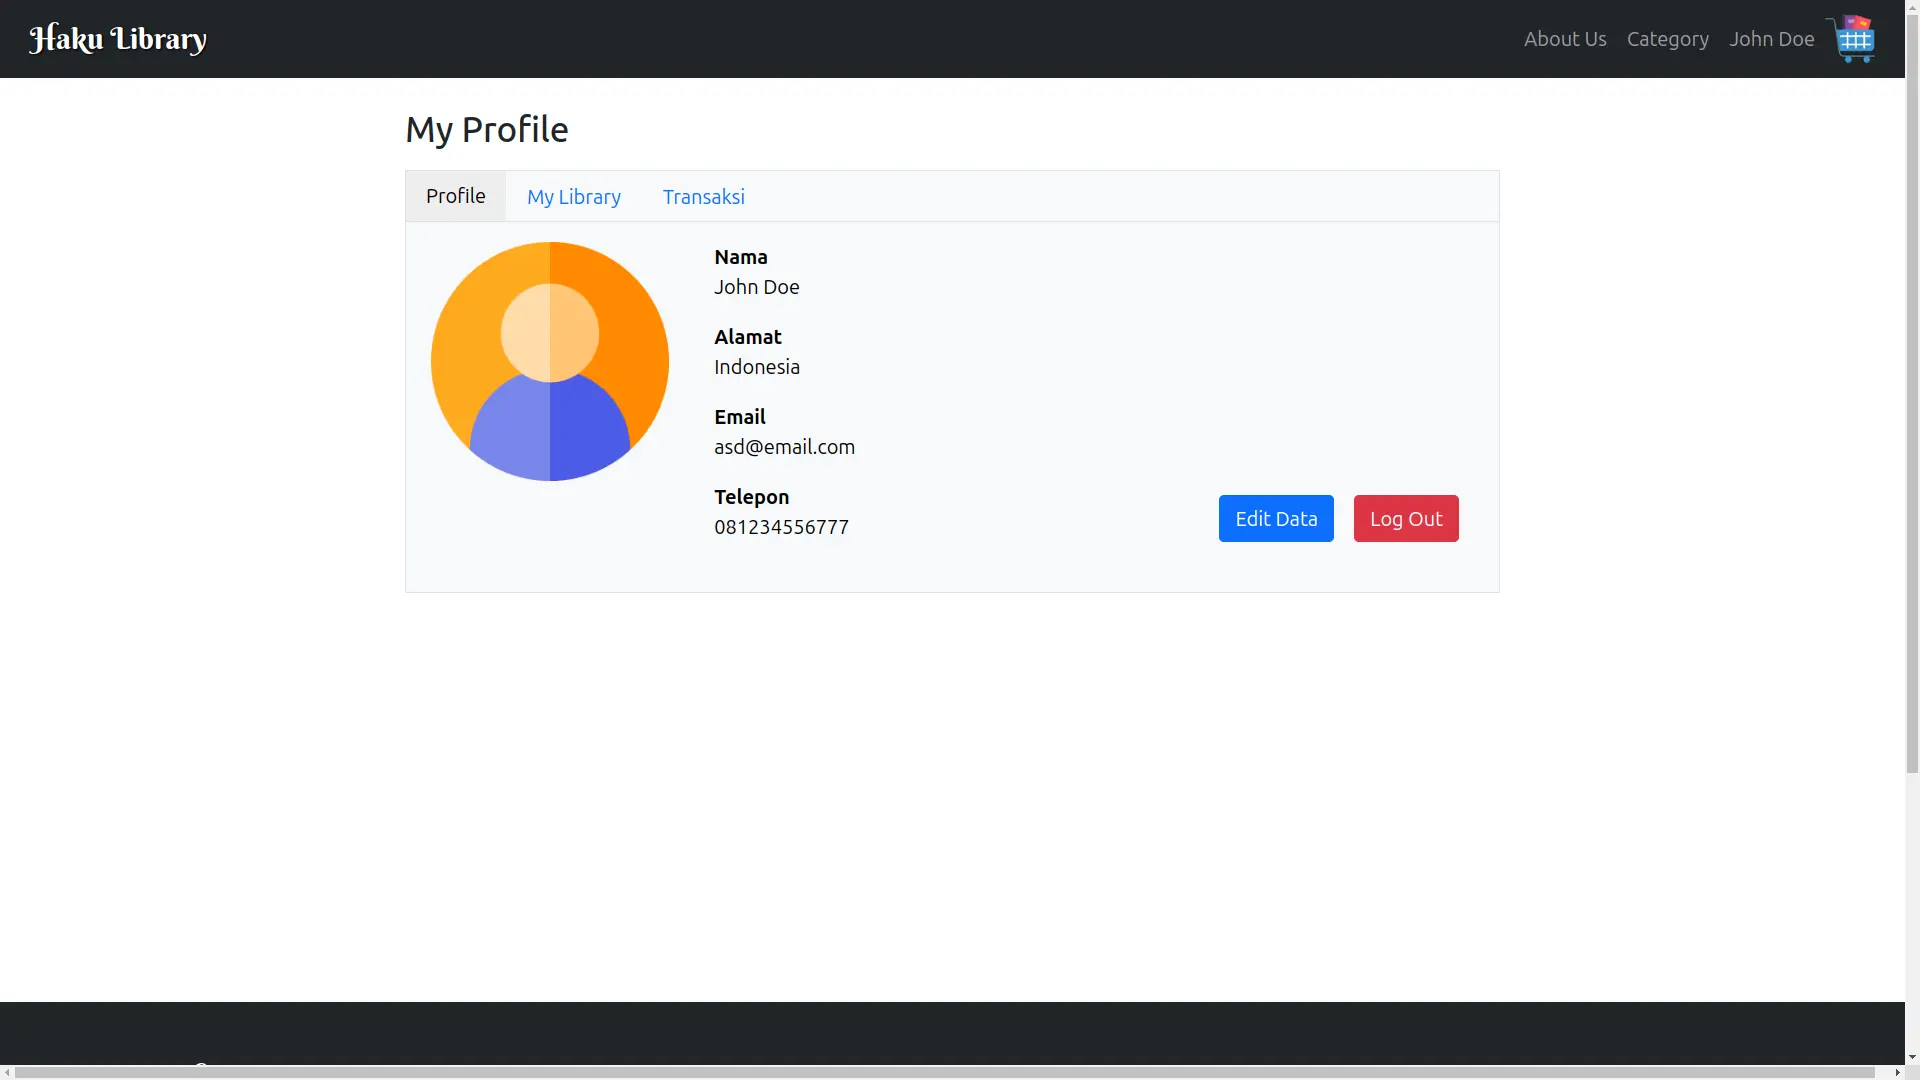 Haku Library
About Us
Category
John Doe
My Profile
Profile
My Library
Transaksi
Nama
John Doe
Alamat
Indonesia
Email
asd@email.com
Telepon
081234556777
Edit Data
Log Out